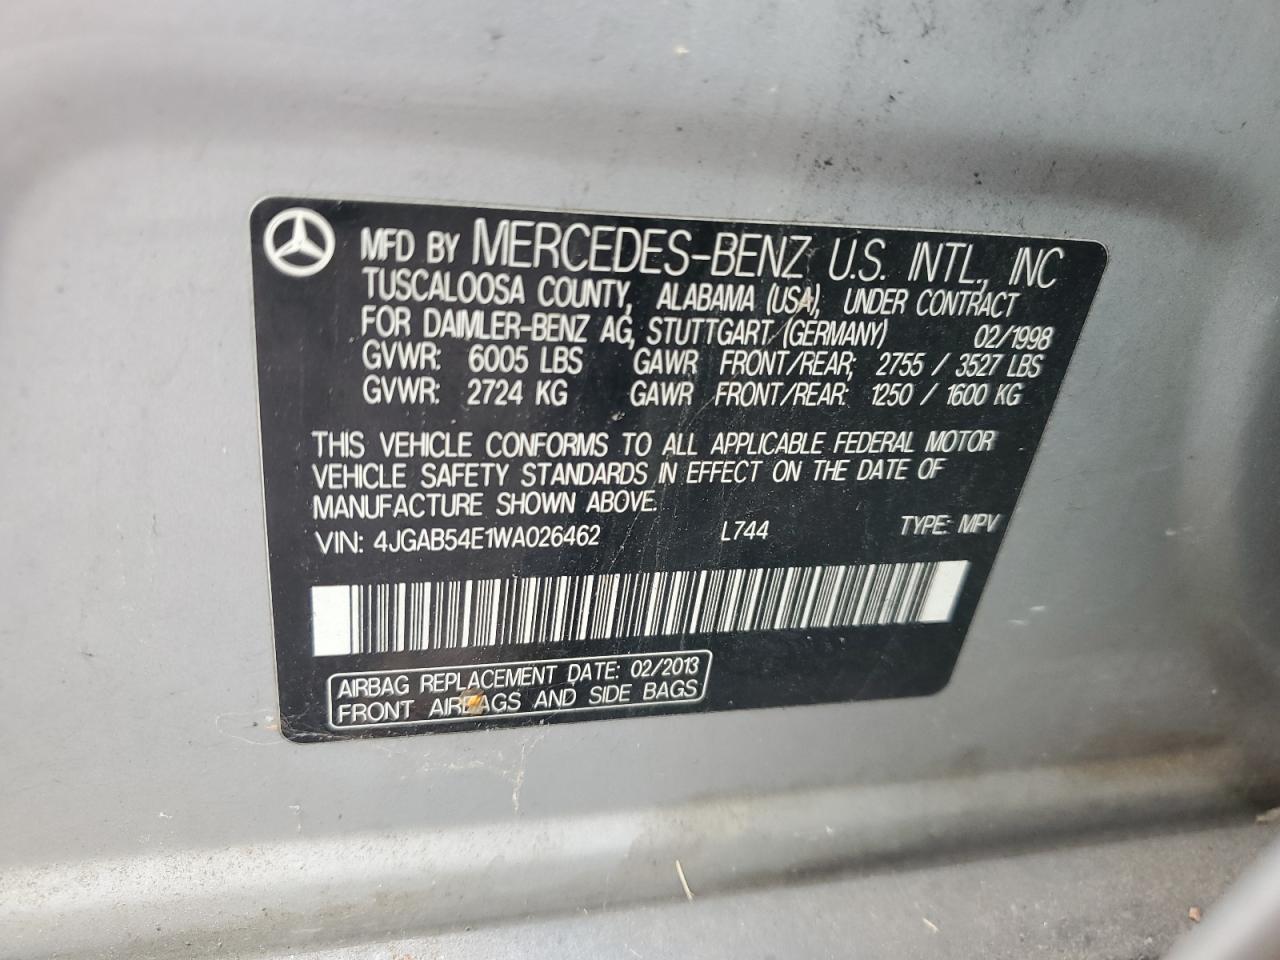 MFD BY MERCEDES-BENZ U.S. INTL., INC
TUSCALOOSA COUNTY, ALABAMA (USA), UNDER CONTRACT
FOR DAIMLER-BENZ AG, STUTTGART (GERMANY) 02/1998
GVWR: 6005 LBS GAWR FRONT/REAR: 2755 / 3527 LBS
GVWR: 2724 KG GAWR FRONT/REAR: 1250 / 1600 KG
THIS VEHICLE CONFORMS TO ALL APPLICABLE FEDERAL MOTOR
VEHICLE SAFETY STANDARDS IN EFFECT ON THE DATE OF
MANUFACTURE SHOWN ABOVE.
VIN: 4JGAB54E1WA026462 L744 TYPE: MPV
AIRBAG REPLACEMENT DATE: 02/2013
FRONT AIRBAGS AND SIDE BAGS